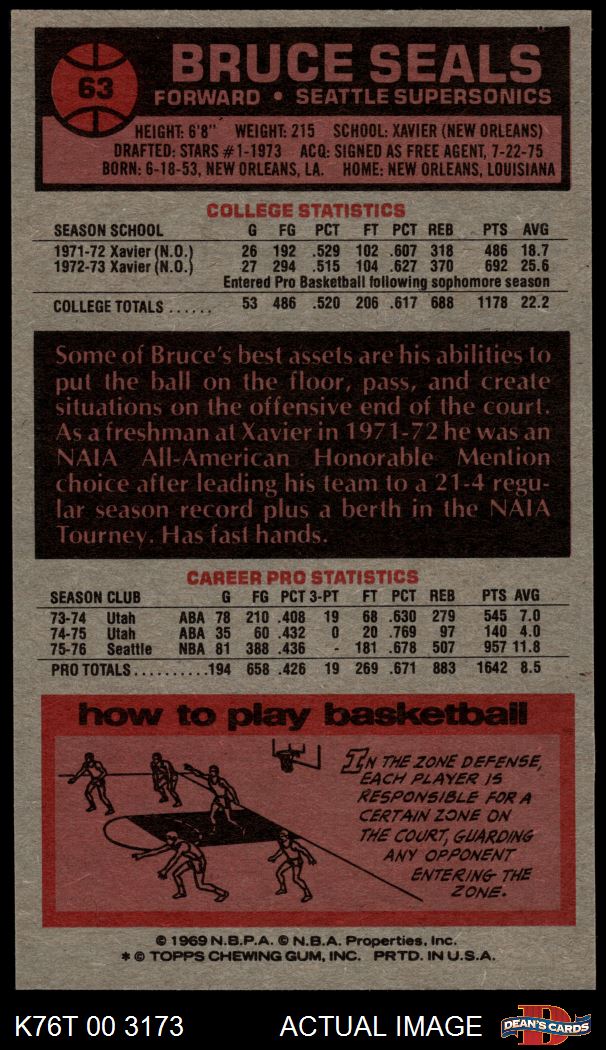 63
BRUCE SEALS
FORWARD • SEATTLE SUPERSONICS
HEIGHT: 6'8" WEIGHT: 215 SCHOOL: XAVIER (NEW ORLEANS)
DRAFTED: STARS #1-1973 ACQ: SIGNED AS FREE AGENT, 7-22-75
BORN: 6-18-53, NEW ORLEANS, LA. HOME: NEW ORLEANS, LOUISIANA
COLLEGE STATISTICS
SEASON SCHOOL G FG PCT FT PCT REB PTS AVG
1971-72 Xavier (N.O.) 26 192 .529 102 .607 318 486 18.7
1972-73 Xavier (N.O.) 27 294 .515 104 .627 370 692 25.6
Entered Pro Basketball following sophomore season
COLLEGE TOTALS ...... 53 486 .520 206 .617 688 1178 22.2
Some of Bruce's best assets are his abilities to
put the ball on the floor, pass, and create
situations on the offensive end of the court.
As a freshman at Xavier in 1971-72 he was an
NAIA All-American Honorable Mention
choice after leading his team to a 21-4 regu-
lar season record plus a berth in the NAIA
Tourney. Has fast hands.
CAREER PRO STATISTICS
SEASON CLUB G FG PCT 3-PT FT PCT REB PTS AVG
73-74 Utah ABA 78 210 .408 19 68 .630 279 545 7.0
74-75 Utah ABA 35 60 .432 0 20 .769 97 140 4.0
75-76 Seattle NBA 81 388 .436 - 181 .678 507 957 11.8
PRO TOTALS..........194 658 .426 19 269 .671 883 1642 8.5
how to play basketball
IN THE ZONE DEFENSE,
EACH PLAYER IS
RESPONSIBLE FOR A
CERTAIN ZONE ON
THE COURT, GUARDING
ANY OPPONENT
ENTERING THE
ZONE.
© 1969 N.B.P.A. © N.B.A. Properties, Inc.
* © TOPPS CHEWING GUM, INC. PRTD. IN U.S.A.
K76T 00 3173 ACTUAL IMAGE
DEAN'S CARDS